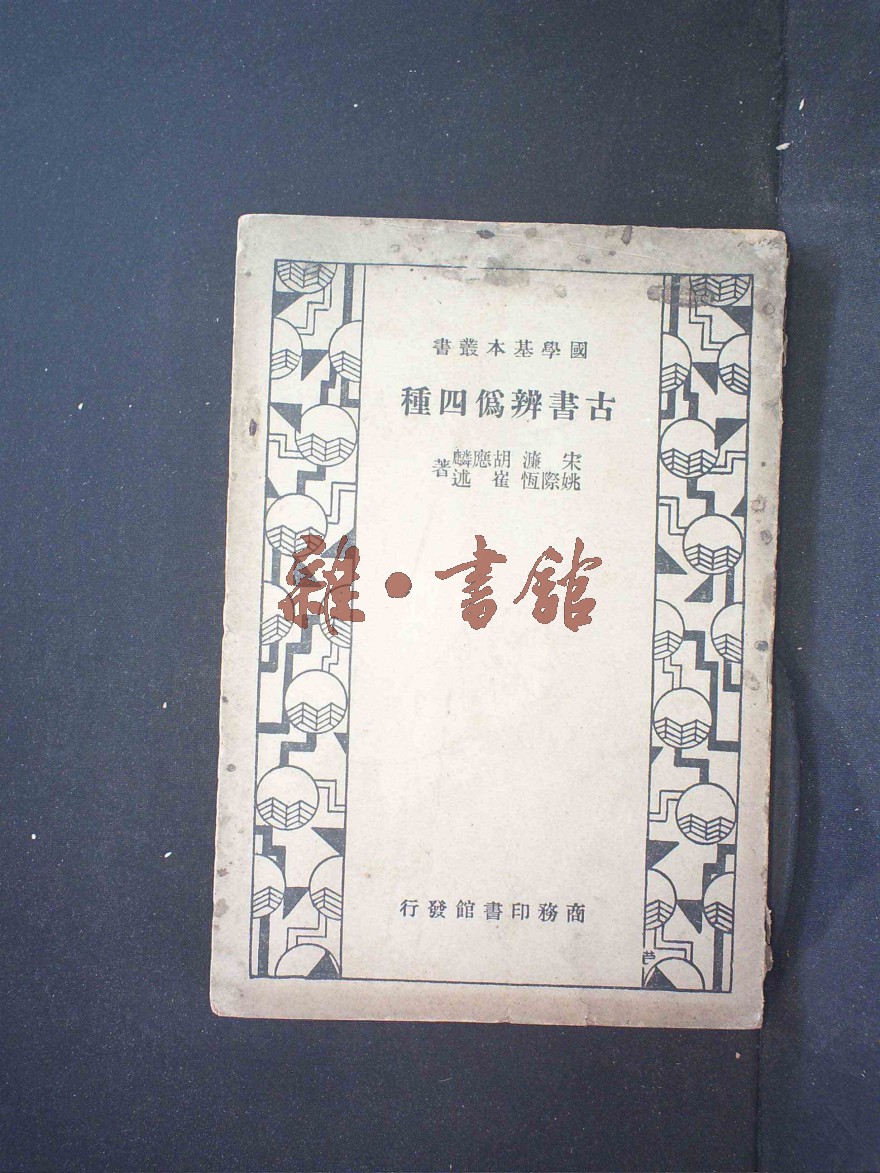 國學基本叢書
古書辨僞四種
宋濂 胡應麟
姚際恆 崔述
著
雜·書館
商務印書館發行